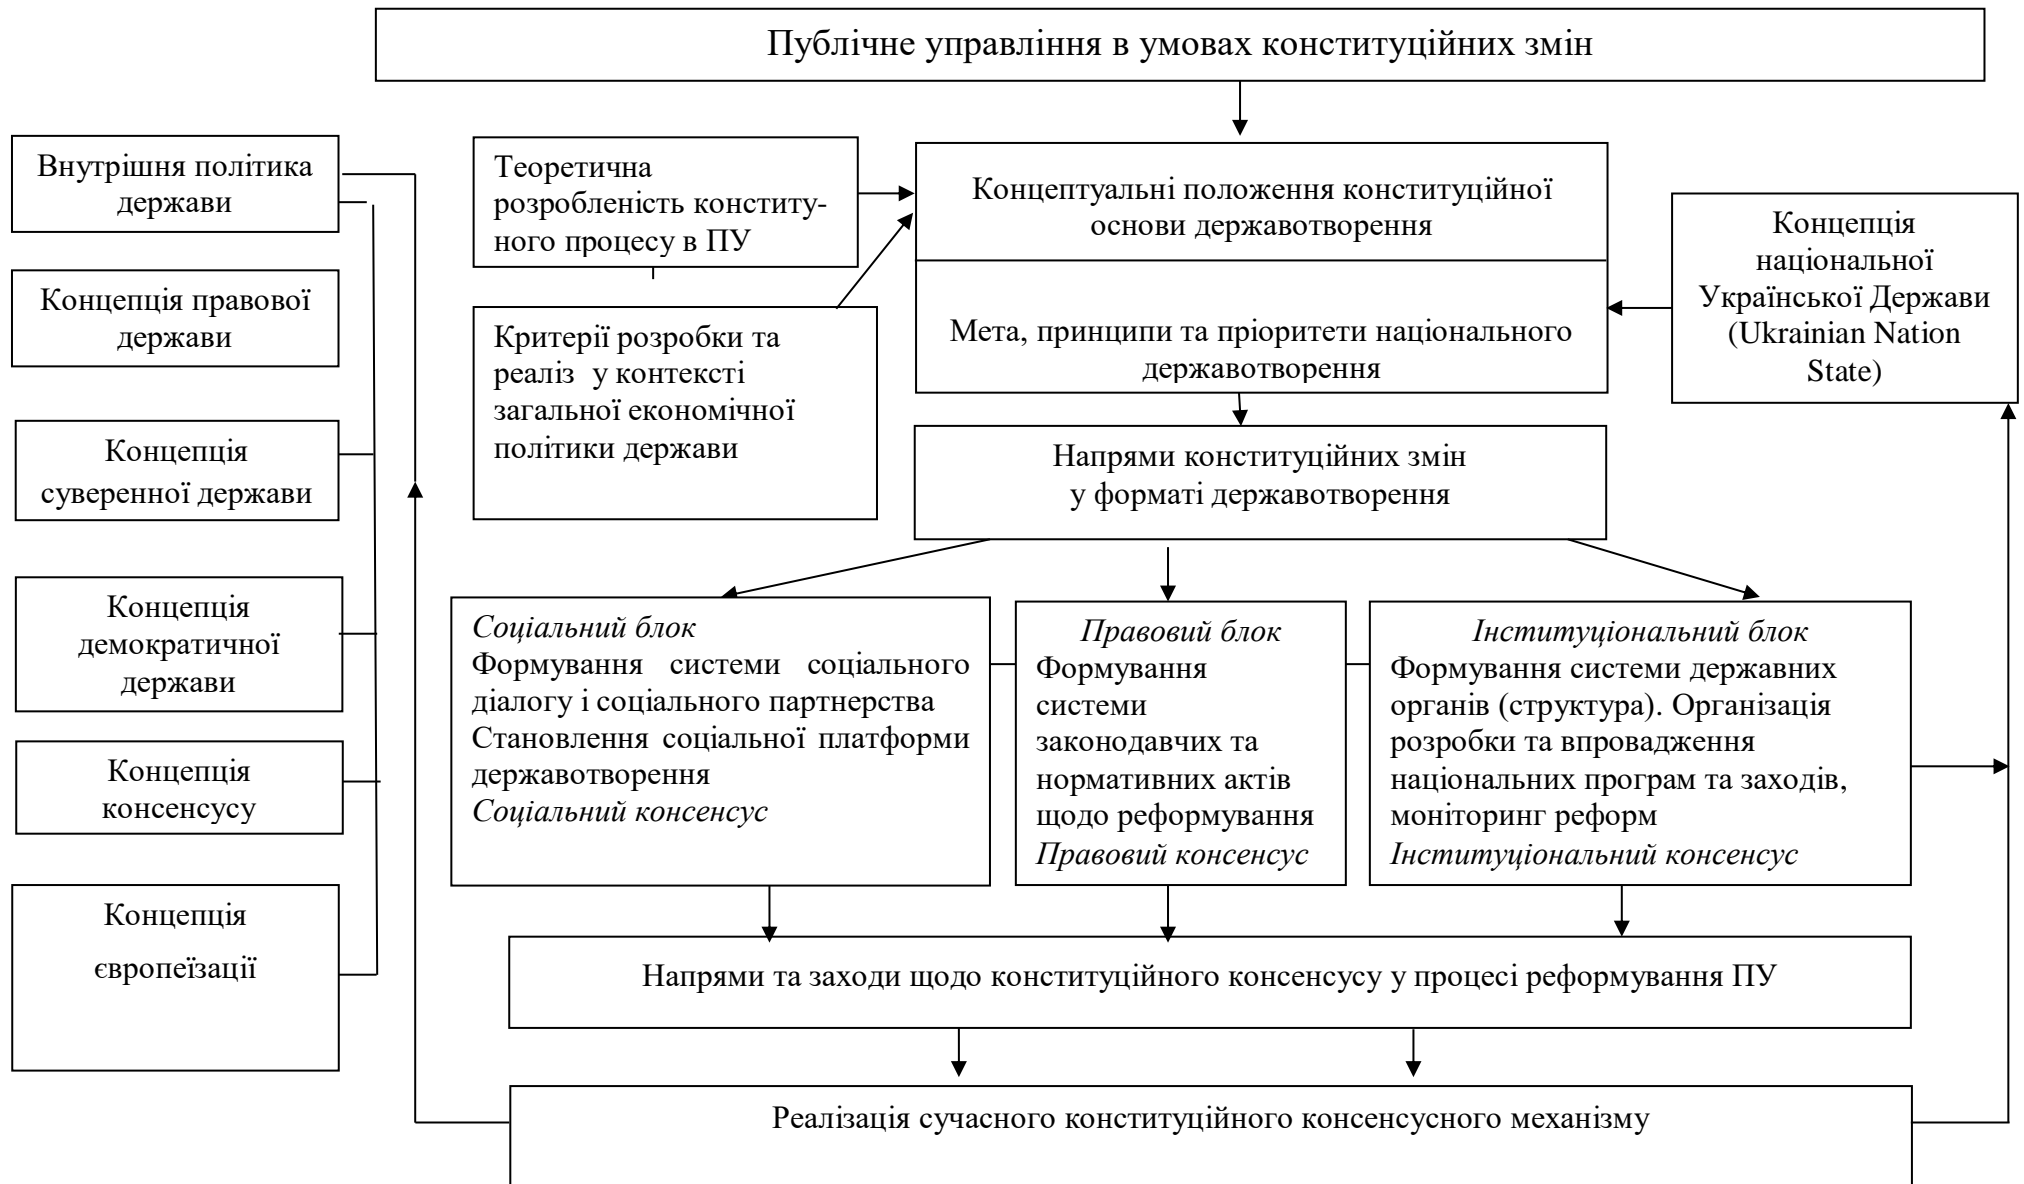 Публічне управління в умовах конституційних змін
Внутрішня політика
держави
Концепція правової
держави
Концепція
суверенної держави
Концепція
демократичної
держави
Концепція
консенсусу
Концепція
європеїзації
Теоретична
розробленість конститу-
ного процесу в ПУ
Критерії розробки та
реаліз у контексті
загальної економічної
політики держави
Концептуальні положення конституційної
основи державотворення
Мета, принципи та пріоритети національного
державотворення
Концепція
національної
Української Держави
(Ukrainian Nation
State)
Напрями конституційних змін
у форматі державотворення
Соціальний блок
Формування системи соціального
діалогу і соціального партнерства
Становлення соціальної платформи
державотворення
Соціальний консенсус
Правовий блок
Формування
системи
законодавчих та
нормативних актів
щодо реформування
Правовий консенсус
Інституціональний блок
Формування системи державних
органів (структура). Організація
розробки та впровадження
національних програм та заходів,
моніторинг реформ
Інституціональний консенсус
Напрями та заходи щодо конституційного консенсусу у процесі реформування ПУ
Реалізація сучасного конституційного консенсусного механізму